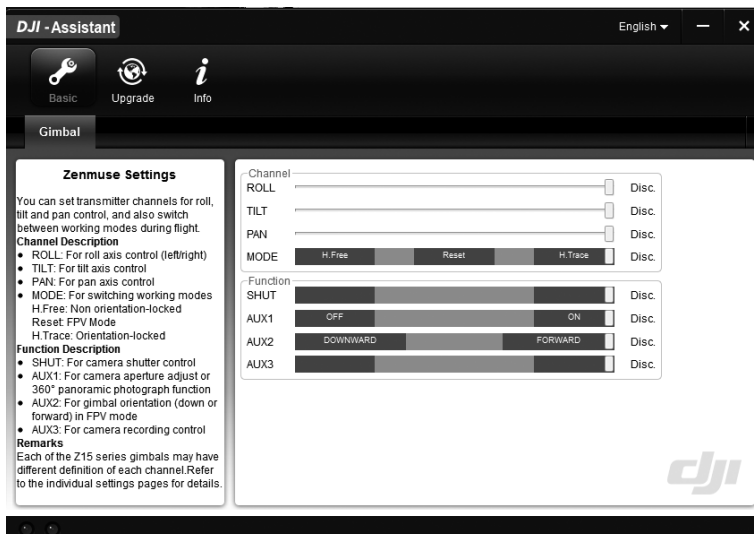 DJI - Assistant
English
Basic
Upgrade
Info
Gimbal
Zenmuse Settings
You can set transmitter channels for roll,
tilt and pan control, and also switch
between working modes during flight.
Channel Description
● ROLL: For roll axis control (left/right)
● TILT: For tilt axis control
● PAN: For pan axis control
● MODE: For switching working modes
H.Free: Non orientation-locked
Reset: FPV Mode
H.Trace: Orientation-locked
Function Description
● SHUT: For camera shutter control
● AUX1: For camera aperture adjust or
360° panoramic photograph function
● AUX2: For gimbal orientation (down or
forward) in FPV mode
● AUX3: For camera recording control
Remarks
Each of the Z15 series gimbals may have
different definition of each channel.Refer
to the individual settings pages for details.
Channel
ROLL Disc.
TILT Disc.
PAN Disc.
MODE H.Free Reset H.Trace Disc.
Function
SHUT Disc.
AUX1 OFF ON Disc.
AUX2 DOWNWARD FORWARD Disc.
AUX3 Disc.
dji